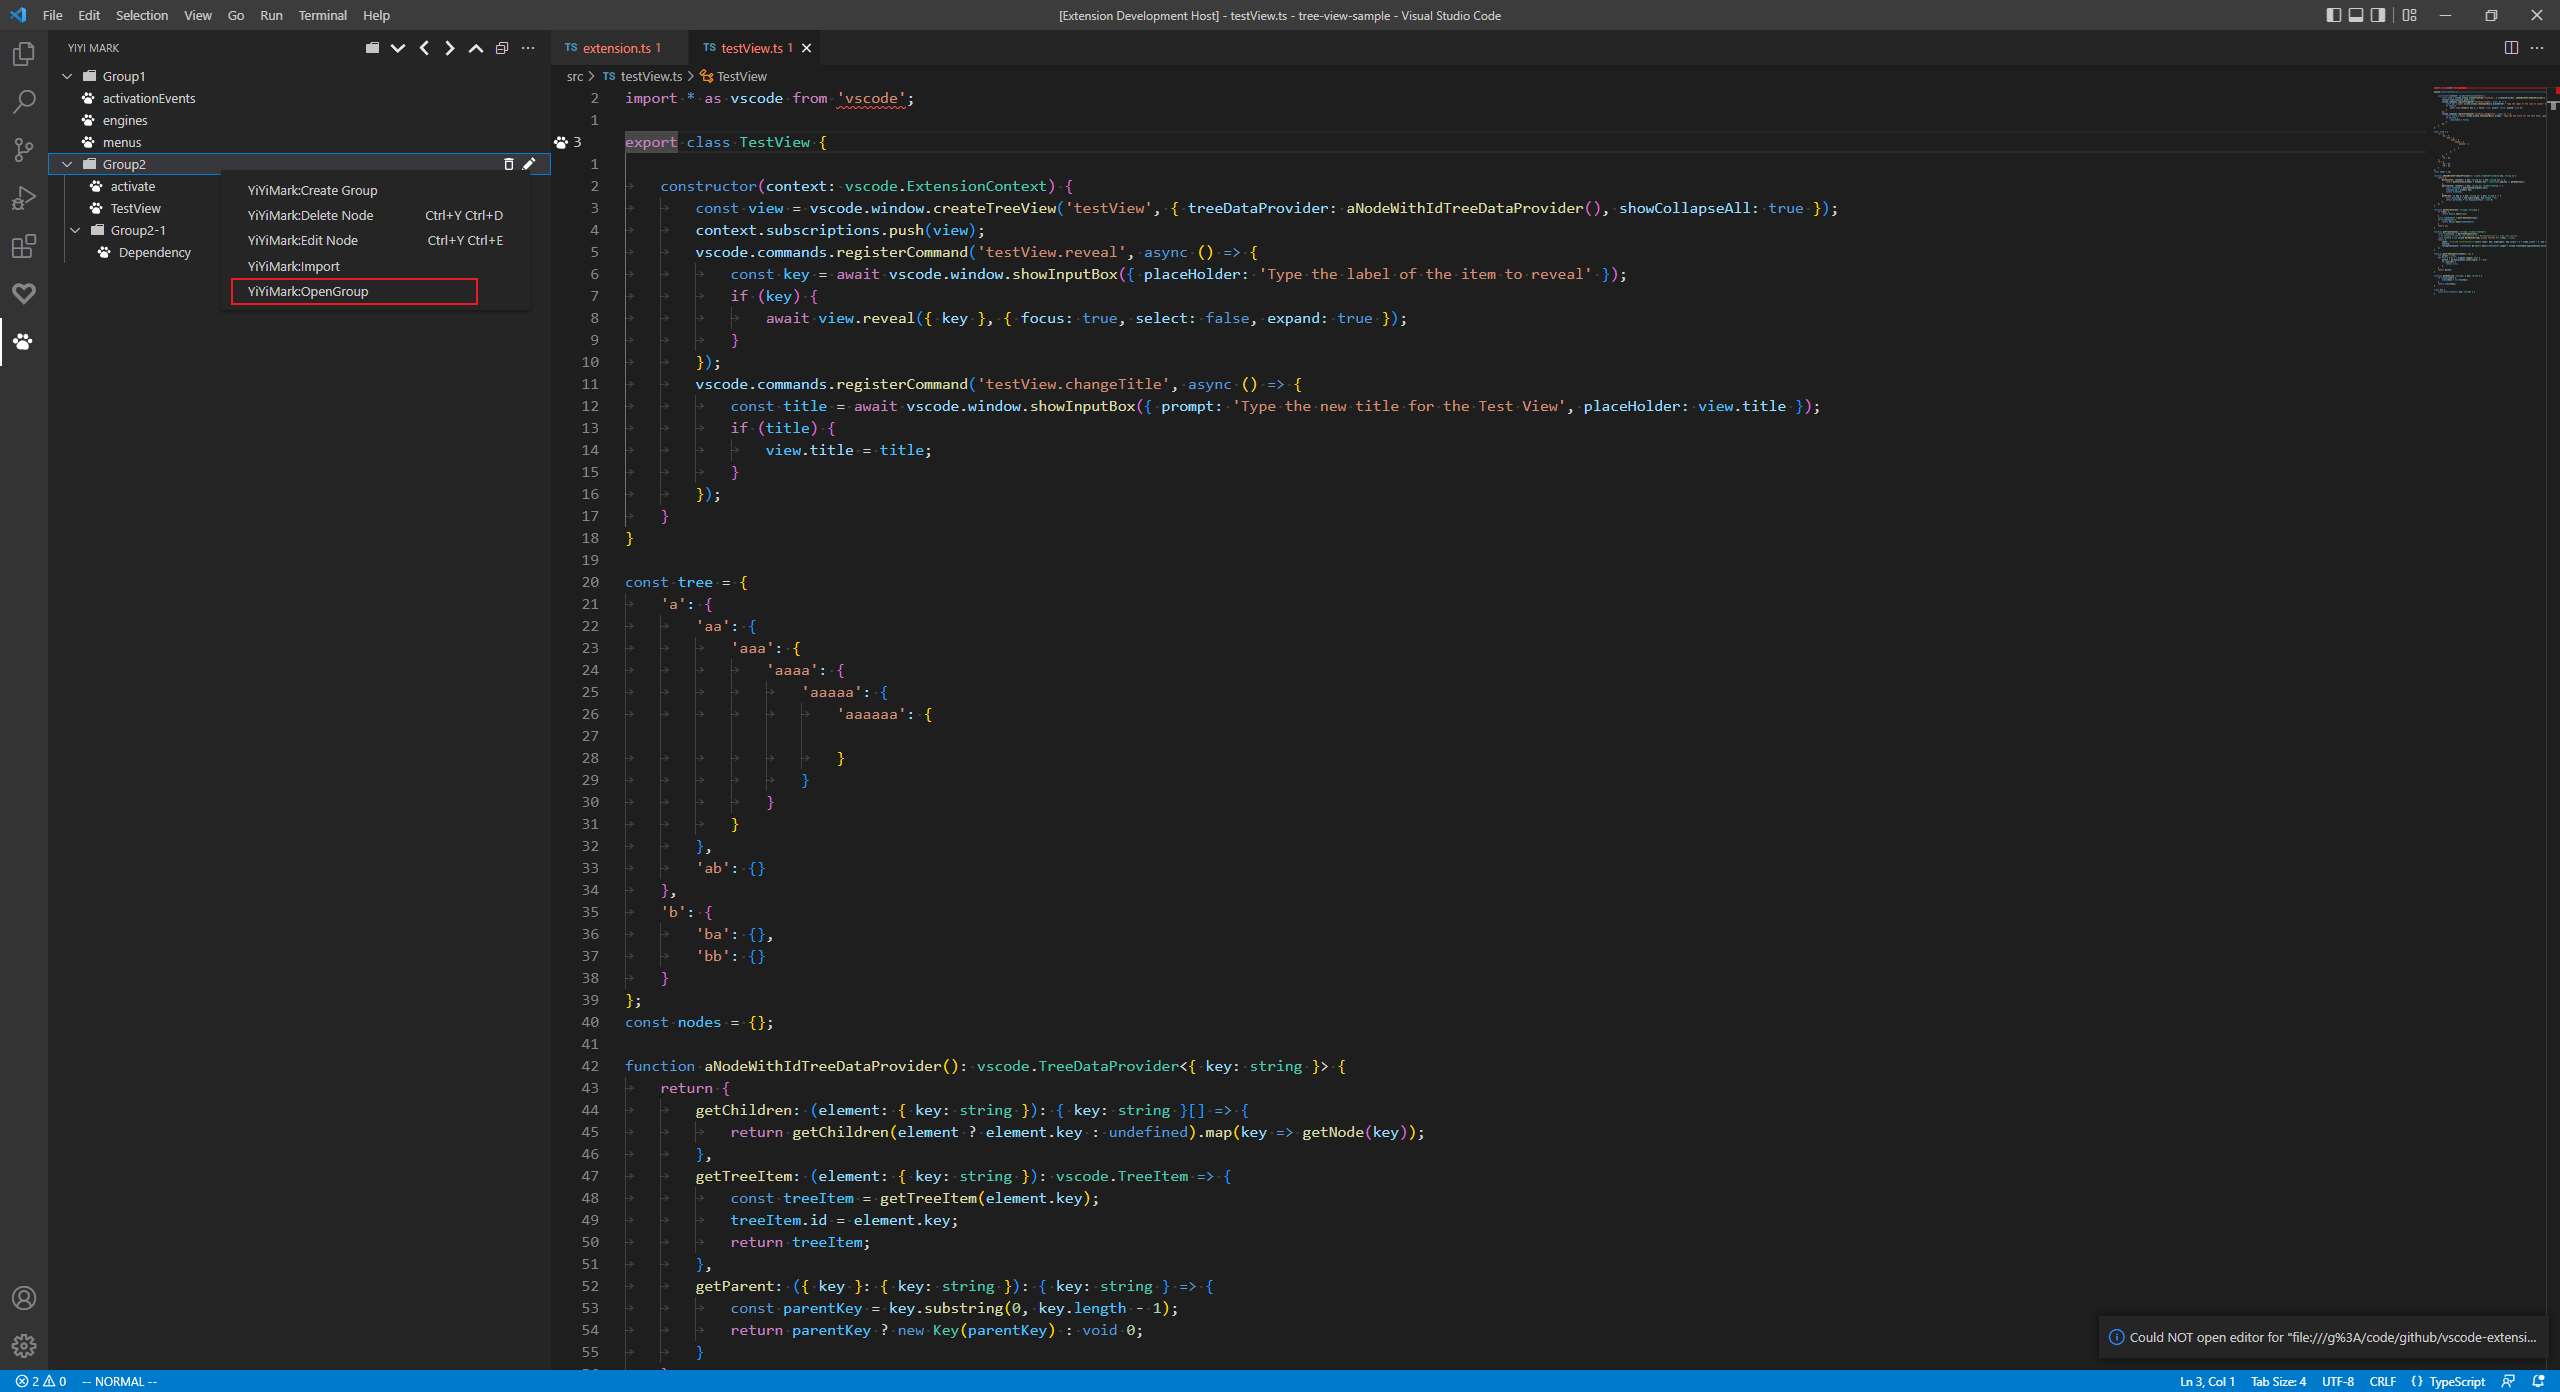 File Edit Selection View Go Run Terminal Help
[Extension Development Host] - testView.ts - tree-view-sample - Visual Studio Code
YIYI MARK
Group1
activationEvents
engines
menus
Group2
activate
TestView
Group2-1
Dependency
YiYiMark:Create Group
YiYiMark:Delete Node Ctrl+Y Ctrl+D
YiYiMark:Edit Node Ctrl+Y Ctrl+E
YiYiMark:Import
YiYiMark:OpenGroup
TS extension.ts 1 TS testView.ts 1
src > TS testView.ts > TestView
2 import * as vscode from 'vscode';
1
3 export class TestView {
1
2 constructor(context: vscode.ExtensionContext) {
3 const view = vscode.window.createTreeView('testView', { treeDataProvider: aNodeWithIdTreeDataProvider(), showCollapseAll: true });
4 context.subscriptions.push(view);
5 vscode.commands.registerCommand('testView.reveal', async () => {
6 const key = await vscode.window.showInputBox({ placeHolder: 'Type the label of the item to reveal' });
7 if (key) {
8 await view.reveal({ key }, { focus: true, select: false, expand: true });
9 }
10 });
11 vscode.commands.registerCommand('testView.changeTitle', async () => {
12 const title = await vscode.window.showInputBox({ prompt: 'Type the new title for the Test View', placeHolder: view.title });
13 if (title) {
14 view.title = title;
15 }
16 });
17 }
18 }
19
20 const tree = {
21 'a': {
22 'aa': {
23 'aaa': {
24 'aaaa': {
25 'aaaaa': {
26 'aaaaaa': {
27
28 }
29 }
30 }
31 }
32 },
33 'ab': {}
34 },
35 'b': {
36 'ba': {},
37 'bb': {}
38 }
39 };
40 const nodes = {};
41
42 function aNodeWithIdTreeDataProvider(): vscode.TreeDataProvider<{ key: string }> {
43 return {
44 getChildren: (element: { key: string }): { key: string }[] => {
45 return getChildren(element ? element.key : undefined).map(key => getNode(key));
46 },
47 getTreeItem: (element: { key: string }): vscode.TreeItem => {
48 const treeItem = getTreeItem(element.key);
49 treeItem.id = element.key;
50 return treeItem;
51 },
52 getParent: ({ key }: { key: string }): { key: string } => {
53 const parentKey = key.substring(0, key.length - 1);
54 return parentKey ? new Key(parentKey) : void 0;
55 }
Could NOT open editor for "file:///g%3A/code/github/vscode-extensi...
2 0 -- NORMAL --
Ln 3, Col 1 Tab Size: 4 UTF-8 CRLF {} TypeScript